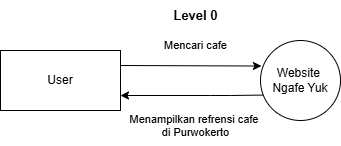 Level 0
Mencari cafe
User
Website
Ngafe Yuk
Menampilkan refrensi cafe
di Purwokerto